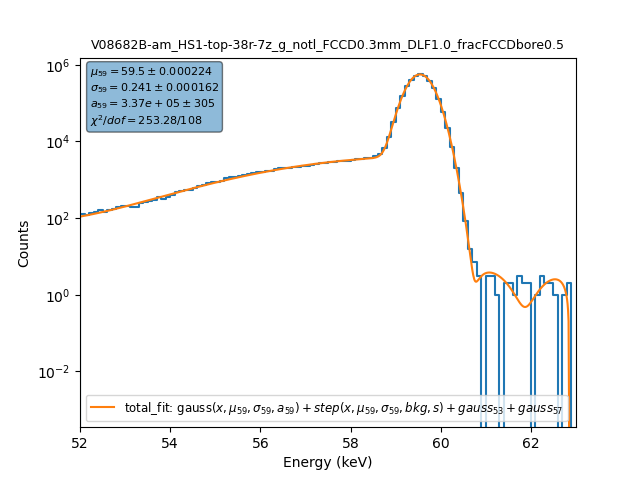 V08682B-am_HS1-top-38r-7z_g_notl_FCCD0.3mm_DLF1.0_fracFCCDbore0.5
μ₅₉ = 59.5 ± 0.000224
σ₅₉ = 0.241 ± 0.000162
a₅₉ = 3.37e + 05 ± 305
χ²/dof = 253.28/108
10⁶
10⁴
10²
10⁰
10⁻²
Counts
total_fit: gauss(x, μ₅₉, σ₅₉, a₅₉) + step(x, μ₅₉, σ₅₉, bkg, s) + gauss₅₃ + gauss₅₇
52 54 56 58 60 62
Energy (keV)